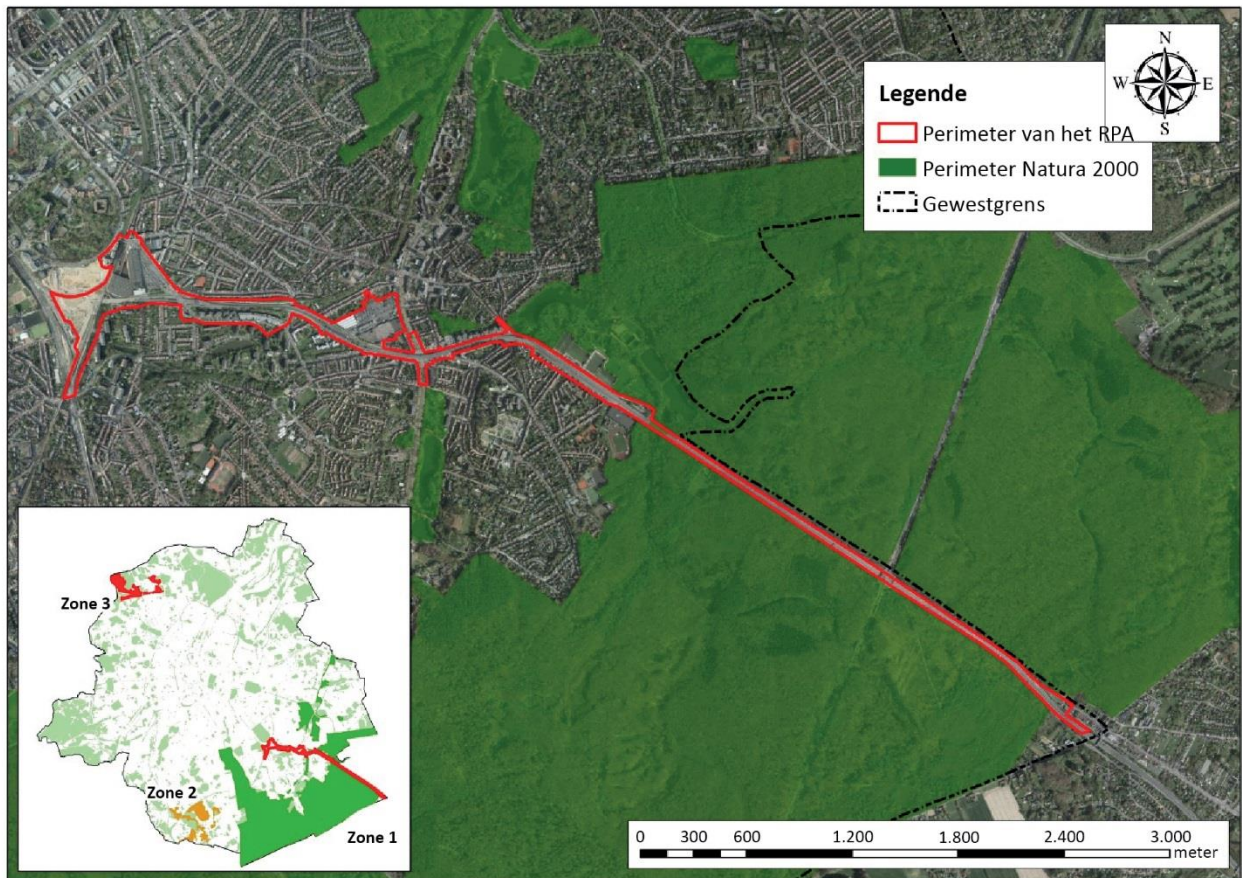 N
W E
S
Legende
Perimeter van het RPA
Perimeter Natura 2000
Gewestgrens
Zone 3
Zone 2
Zone 1
0 300 600 1.200 1.800 2.400 3.000
meter